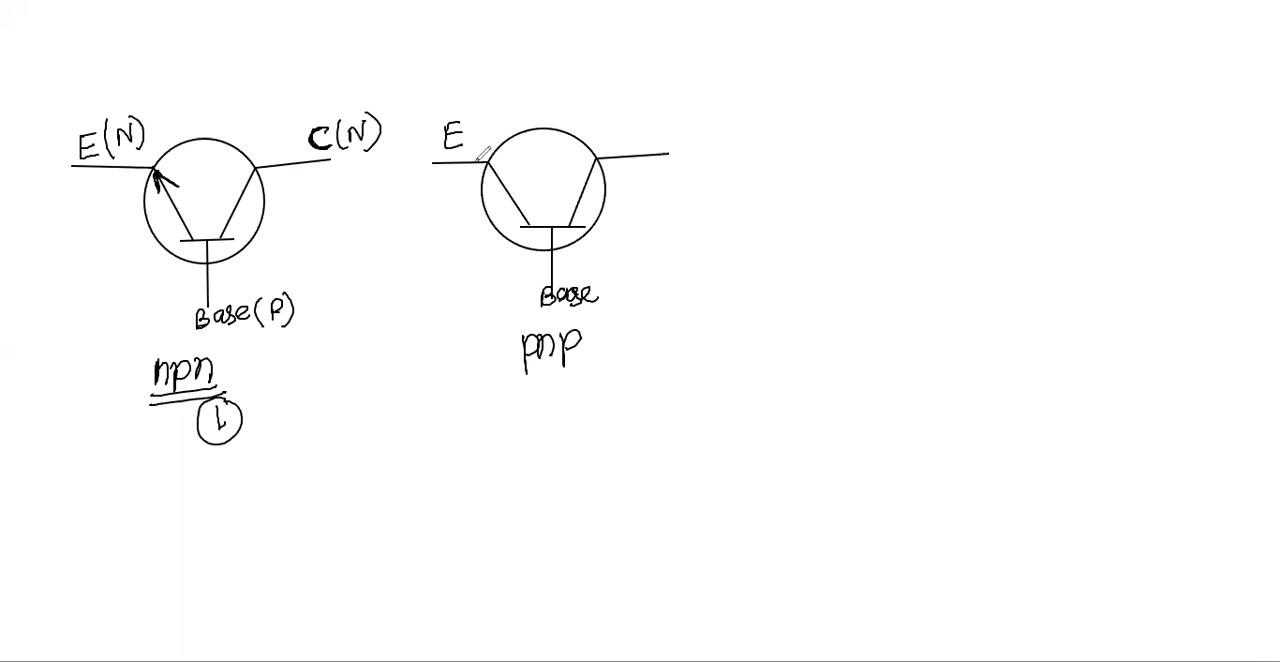 E(N)
C(N)
E
Base(P)
Base
npn
pnp